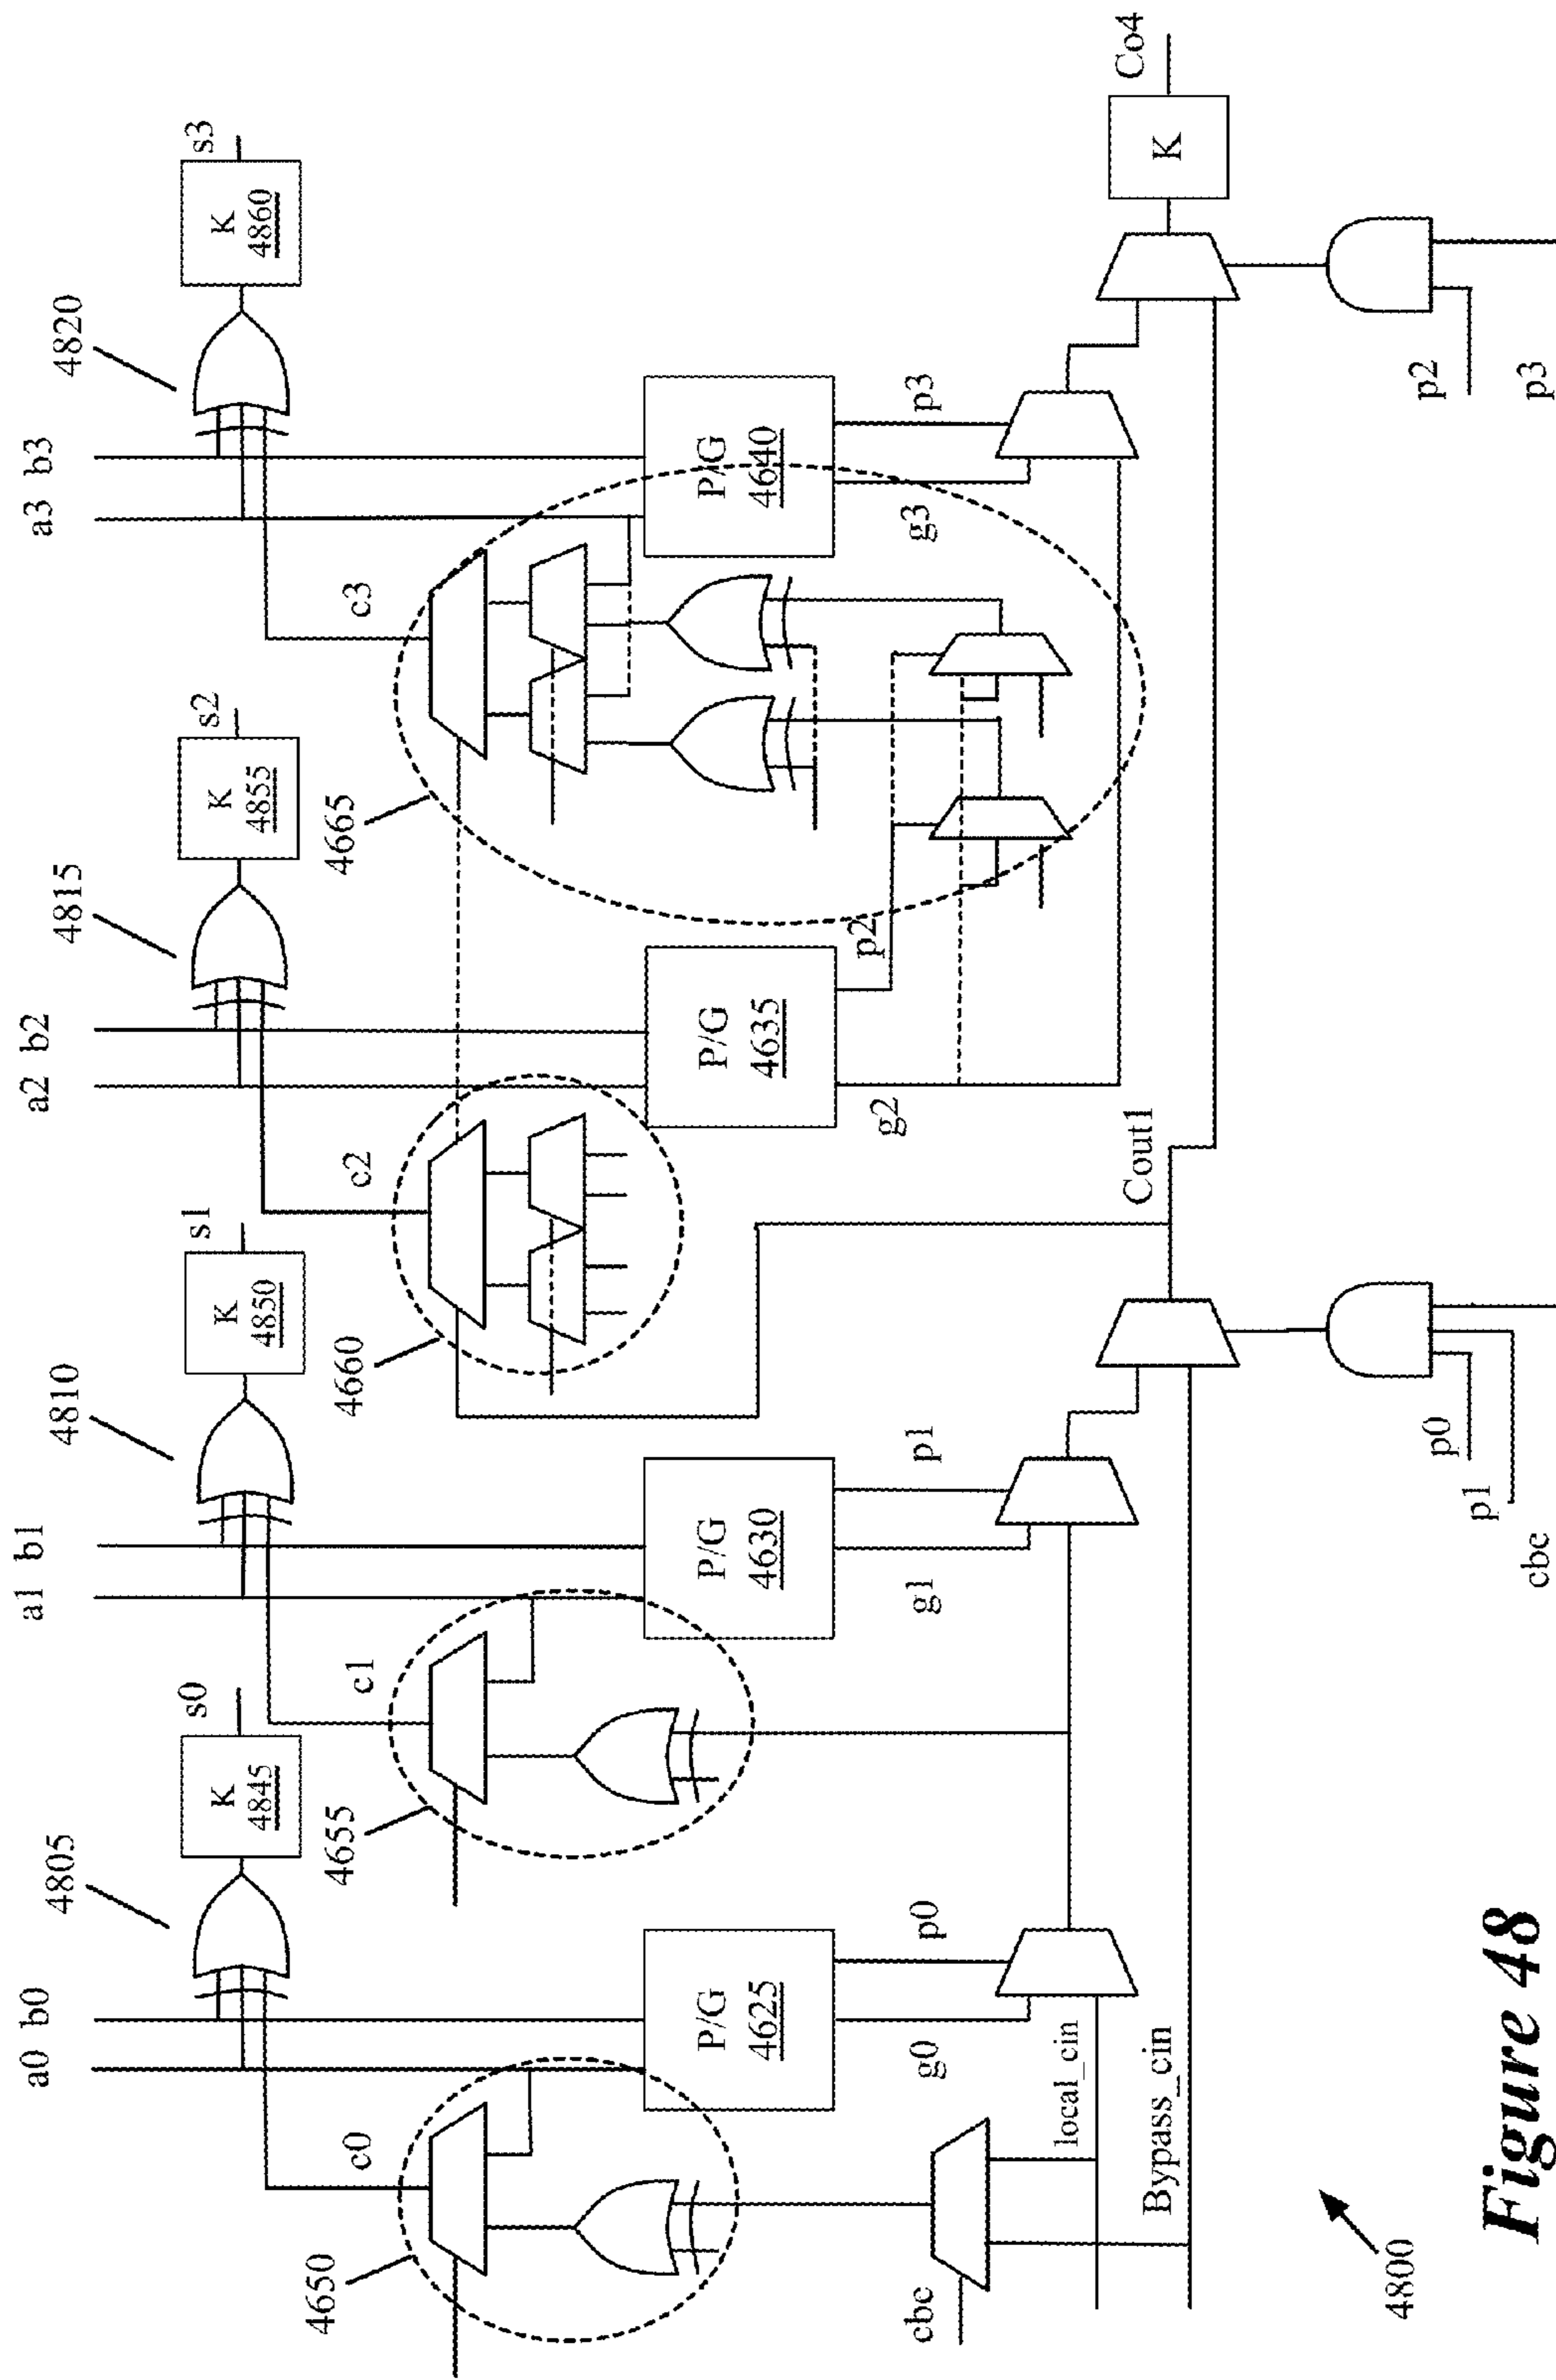 a0 b0
4805
K
4845
s0
a1 b1
4810
K
4850
s1
a2 b2
4815
K
4855
s2
a3 b3
4820
K
4860
s3
4650
c0
4655
c1
4660
c2
4665
c3
P/G
4625
P/G
4630
P/G
4635
P/G
4640
cbc
g0
p0
g1
p1
g2
p2
g3
p3
local_cin
Bypass_cin
Cout1
K
Co4
p0
p1
cbc
p2
p3
4800
Figure 48